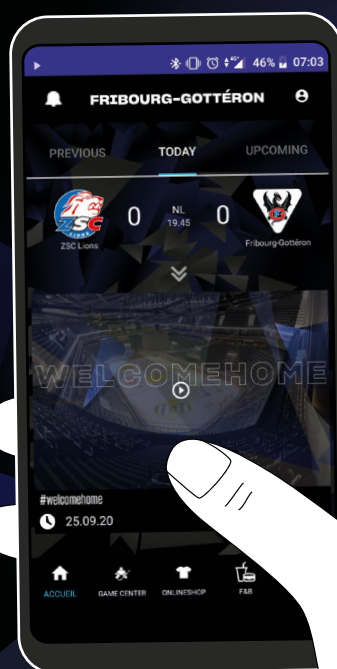 46% 07:03
FRIBOURG-GOTTÉRON
PREVIOUS TODAY UPCOMING
ZSC
0 NL 0
19.45
ZSC Lions Fribourg-Gottéron
WELCOMEHOME
#welcomehome
25.09.20
ACCUEIL GAME CENTER ONLINESHOP F&B